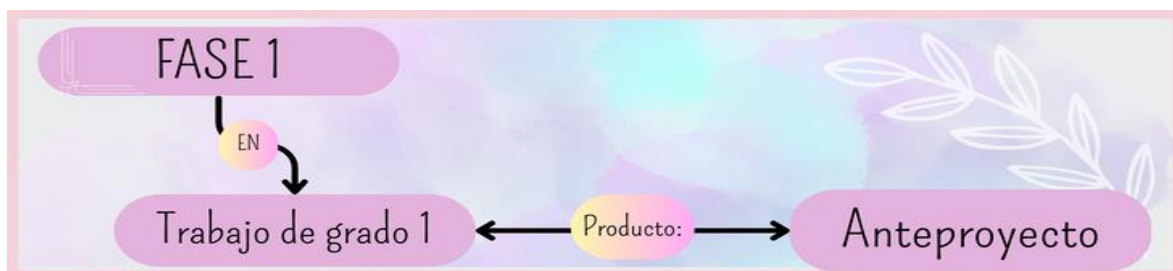 FASE 1
EN
Trabajo de grado 1
Producto:
Anteproyecto